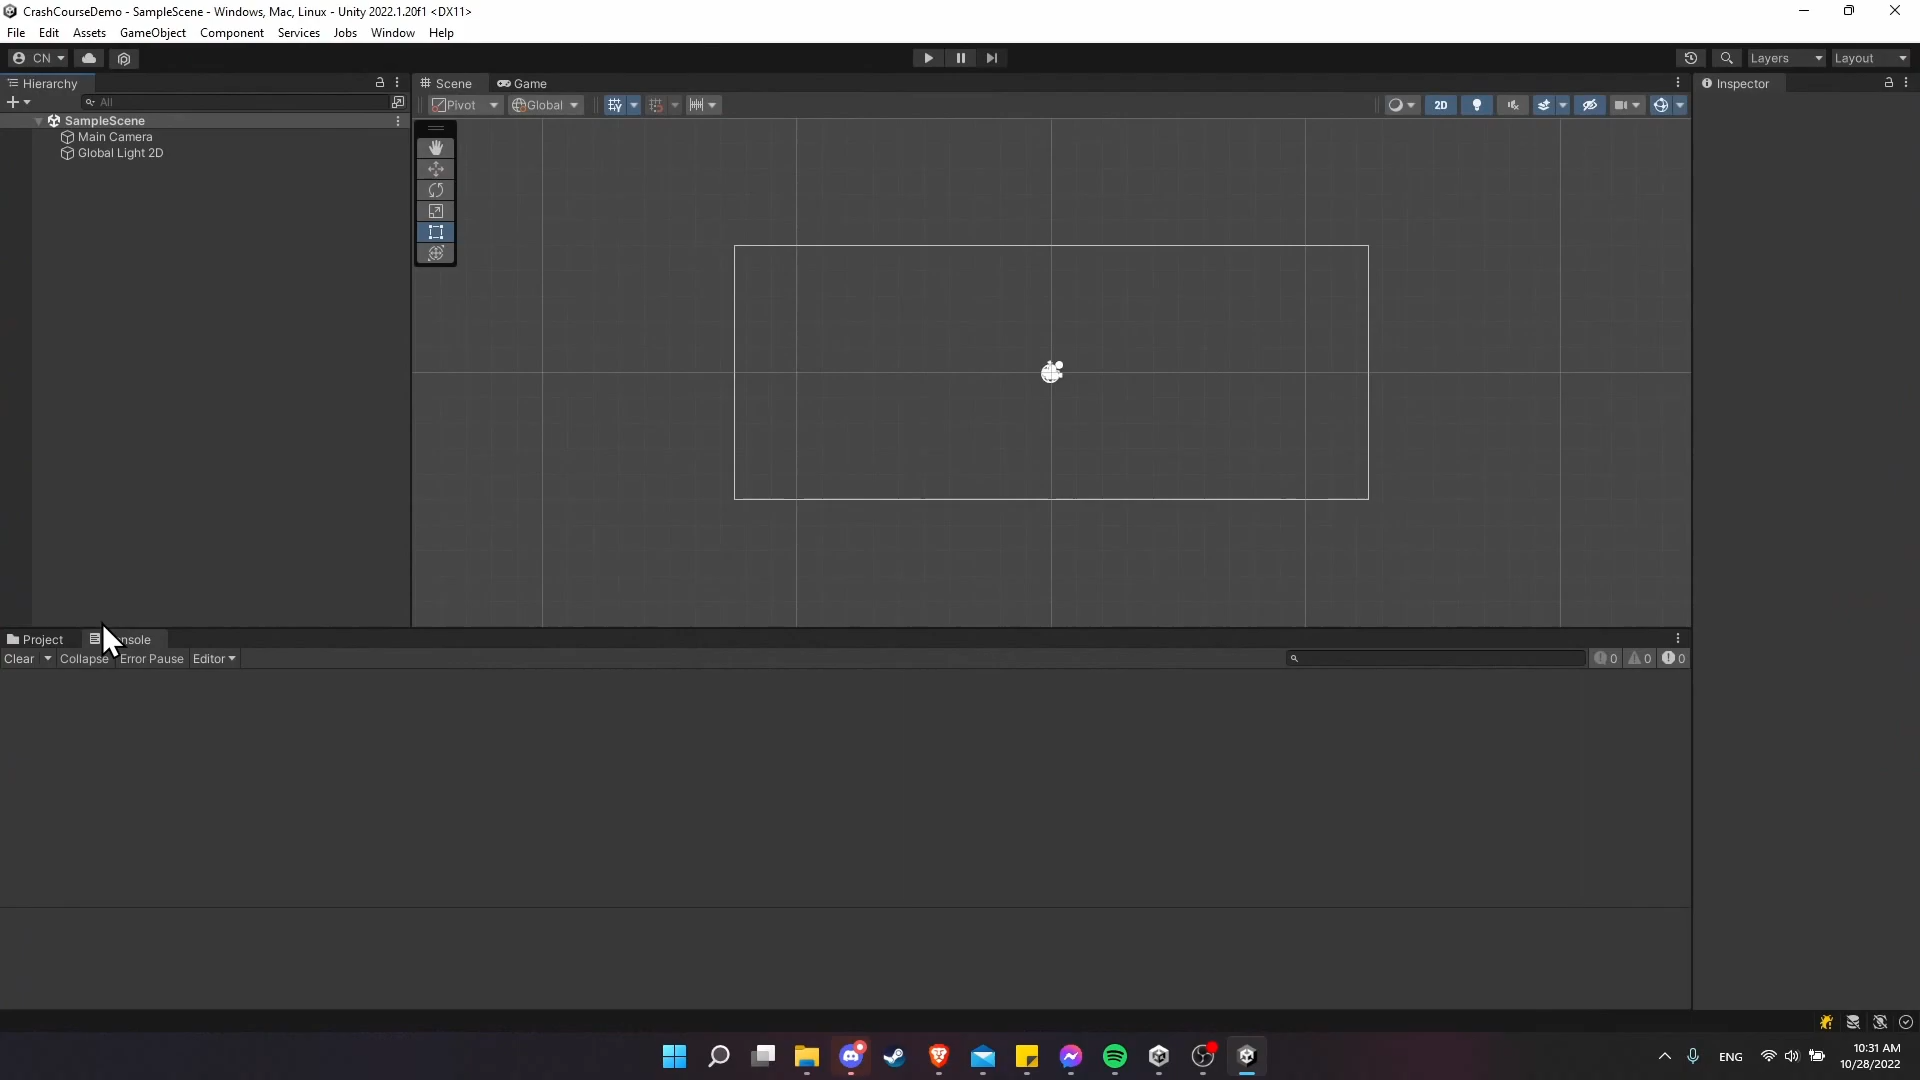 CrashCourseDemo - SampleScene - Windows, Mac, Linux - Unity 2022.1.20f1 <DX11>
File Edit Assets GameObject Component Services Jobs Window Help
CN
Layers
Layout
Hierarchy
Scene
Game
Inspector
All
Pivot
Global
2D
SampleScene
Main Camera
Global Light 2D
Project
Clear
Collapse
Error Pause
Editor
0
0
0
ENG
10:31 AM
10/28/2022